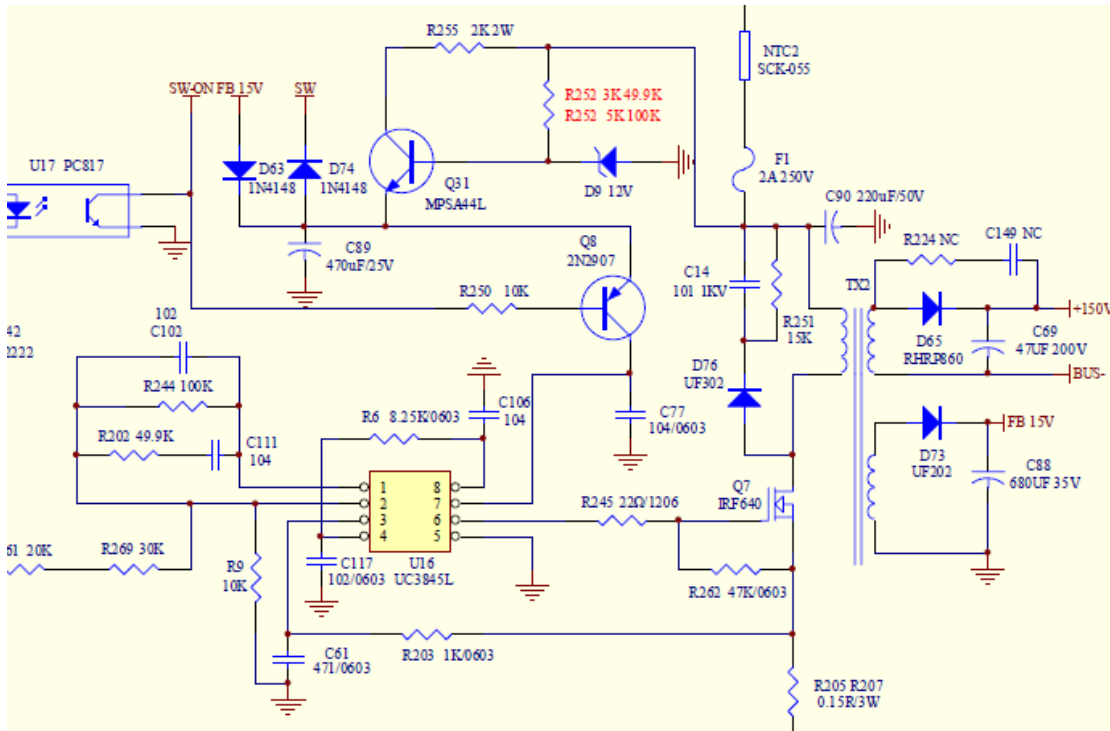 R255 2K 2W
NTC2
SCK-055
SW-ON FB 15V
SW
R252 3K 49.9K
R252 5K 100K
U17 PC817
D63
1N4148
D74
1N4148
Q31
MPSA44L
D9 12V
F1
2A 250V
C90 220uF/50V
C89
470uF/25V
Q8
2N2907
C14
101 1KV
R224 NC
C149 NC
TX2
R250 10K
R251
15K
+150V
D65
RHRP860
C69
47UF 200V
BUS-
42
2222
102
C102
D76
UF302
R244 100K
R6 8.25K/0603
C106
104
C77
104/0603
R202 49.9K
C111
104
FB 15V
D73
UF202
C88
680UF 35V
Q7
IRF640
R245 22Ω/1206
1
2
3
4
8
7
6
5
U16
UC3845L
61 20K
R269 30K
R9
10K
C117
102/0603
R262 47K/0603
C61
471/0603
R203 1K/0603
R205 R207
0.15R/3W